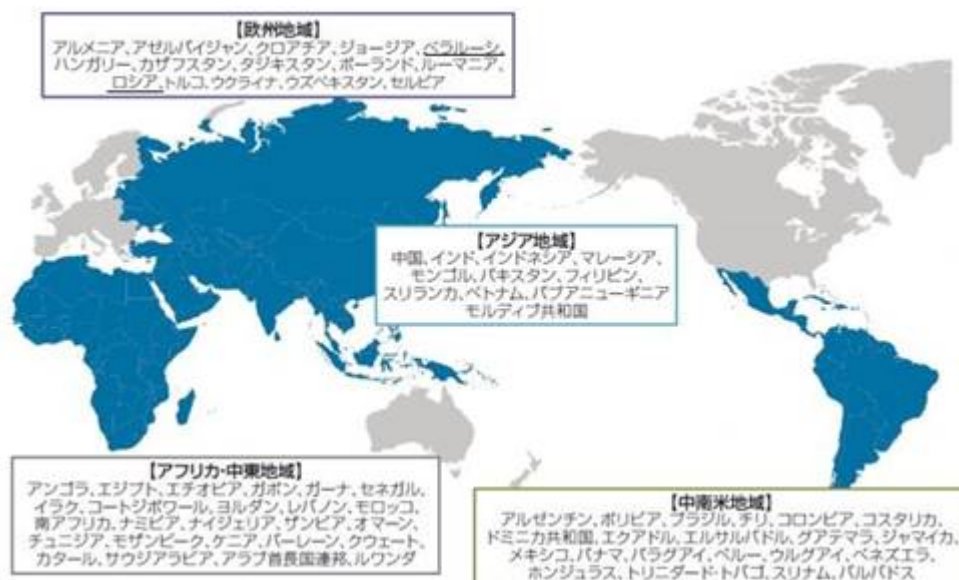 【欧州地域】
アルメニア、アゼルバイジャン、クロアチア、ジョージア、ベラルーシ、
ハンガリー、カザフスタン、タジキスタン、ポーランド、ルーマニア、
ロシア、トルコ、ウクライナ、ウズベキスタン、セルビア
【アジア地域】
中国、インド、インドネシア、マレーシア、
モンゴル、パキスタン、フィリピン、
スリランカ、ベトナム、パプアニューギニア
モルディブ共和国
【アフリカ・中東地域】
アンゴラ、エジプト、エチオピア、ガボン、ガーナ、セネガル、
イラク、コートジボワール、ヨルダン、レバノン、モロッコ、
南アフリカ、ナミビア、ナイジェリア、ザンビア、オマーン、
チュニジア、モザンビーク、ケニア、バーレーン、クウェート、
カタール、サウジアラビア、アラブ首長国連邦、ルワンダ
【中南米地域】
アルゼンチン、ボリビア、ブラジル、チリ、コロンビア、コスタリカ、
ドミニカ共和国、エクアドル、エルサルバドル、グアテマラ、ジャマイカ、
メキシコ、パナマ、パラグアイ、ペルー、ウルグアイ、ベネズエラ、
ホンジュラス、トリニダード・トバゴ、スリナム、バルバドス